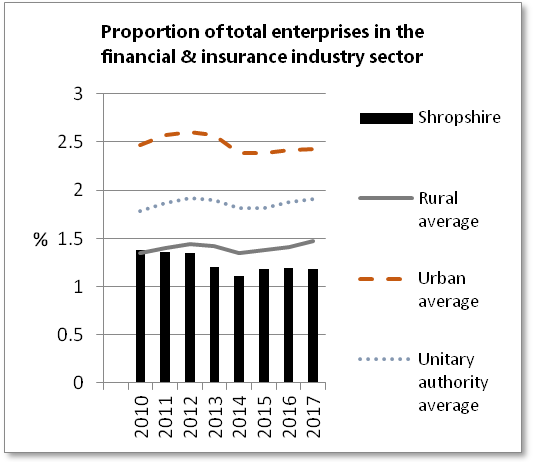 Proportion of total enterprises in the
financial & insurance industry sector
3
2.5
2
1.5
1
0.5
0
%
2010
2011
2012
2013
2014
2015
2016
2017
Shropshire
Rural
average
Urban
average
Unitary
authority
average